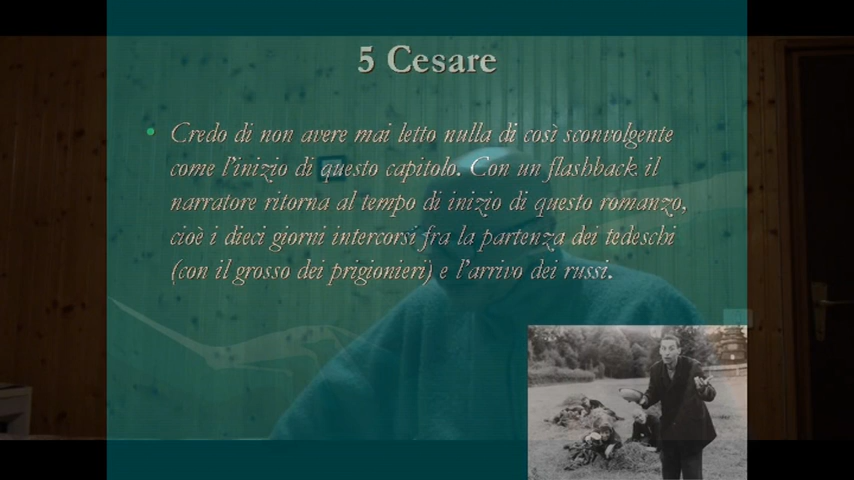 5 Cesare
Credo di non avere mai letto nulla di così sconvolgente
come l'inizio di questo capitolo. Con un flashback il
narratore ritorna al tempo di inizio di questo romanzo,
cioè i dieci giorni intercorsi fra la partenza dei tedeschi
(con il grosso dei prigionieri) e l'arrivo dei russi.